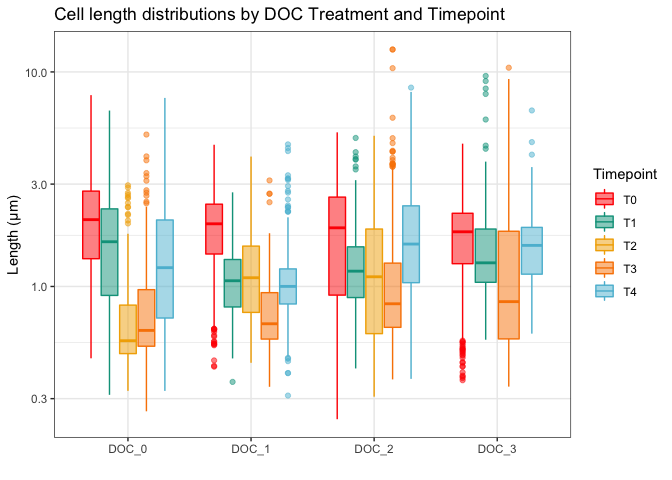 Cell length distributions by DOC Treatment and Timepoint
Length (µm)
10.0
3.0
1.0
0.3
DOC_0
DOC_1
DOC_2
DOC_3
Timepoint
T0
T1
T2
T3
T4